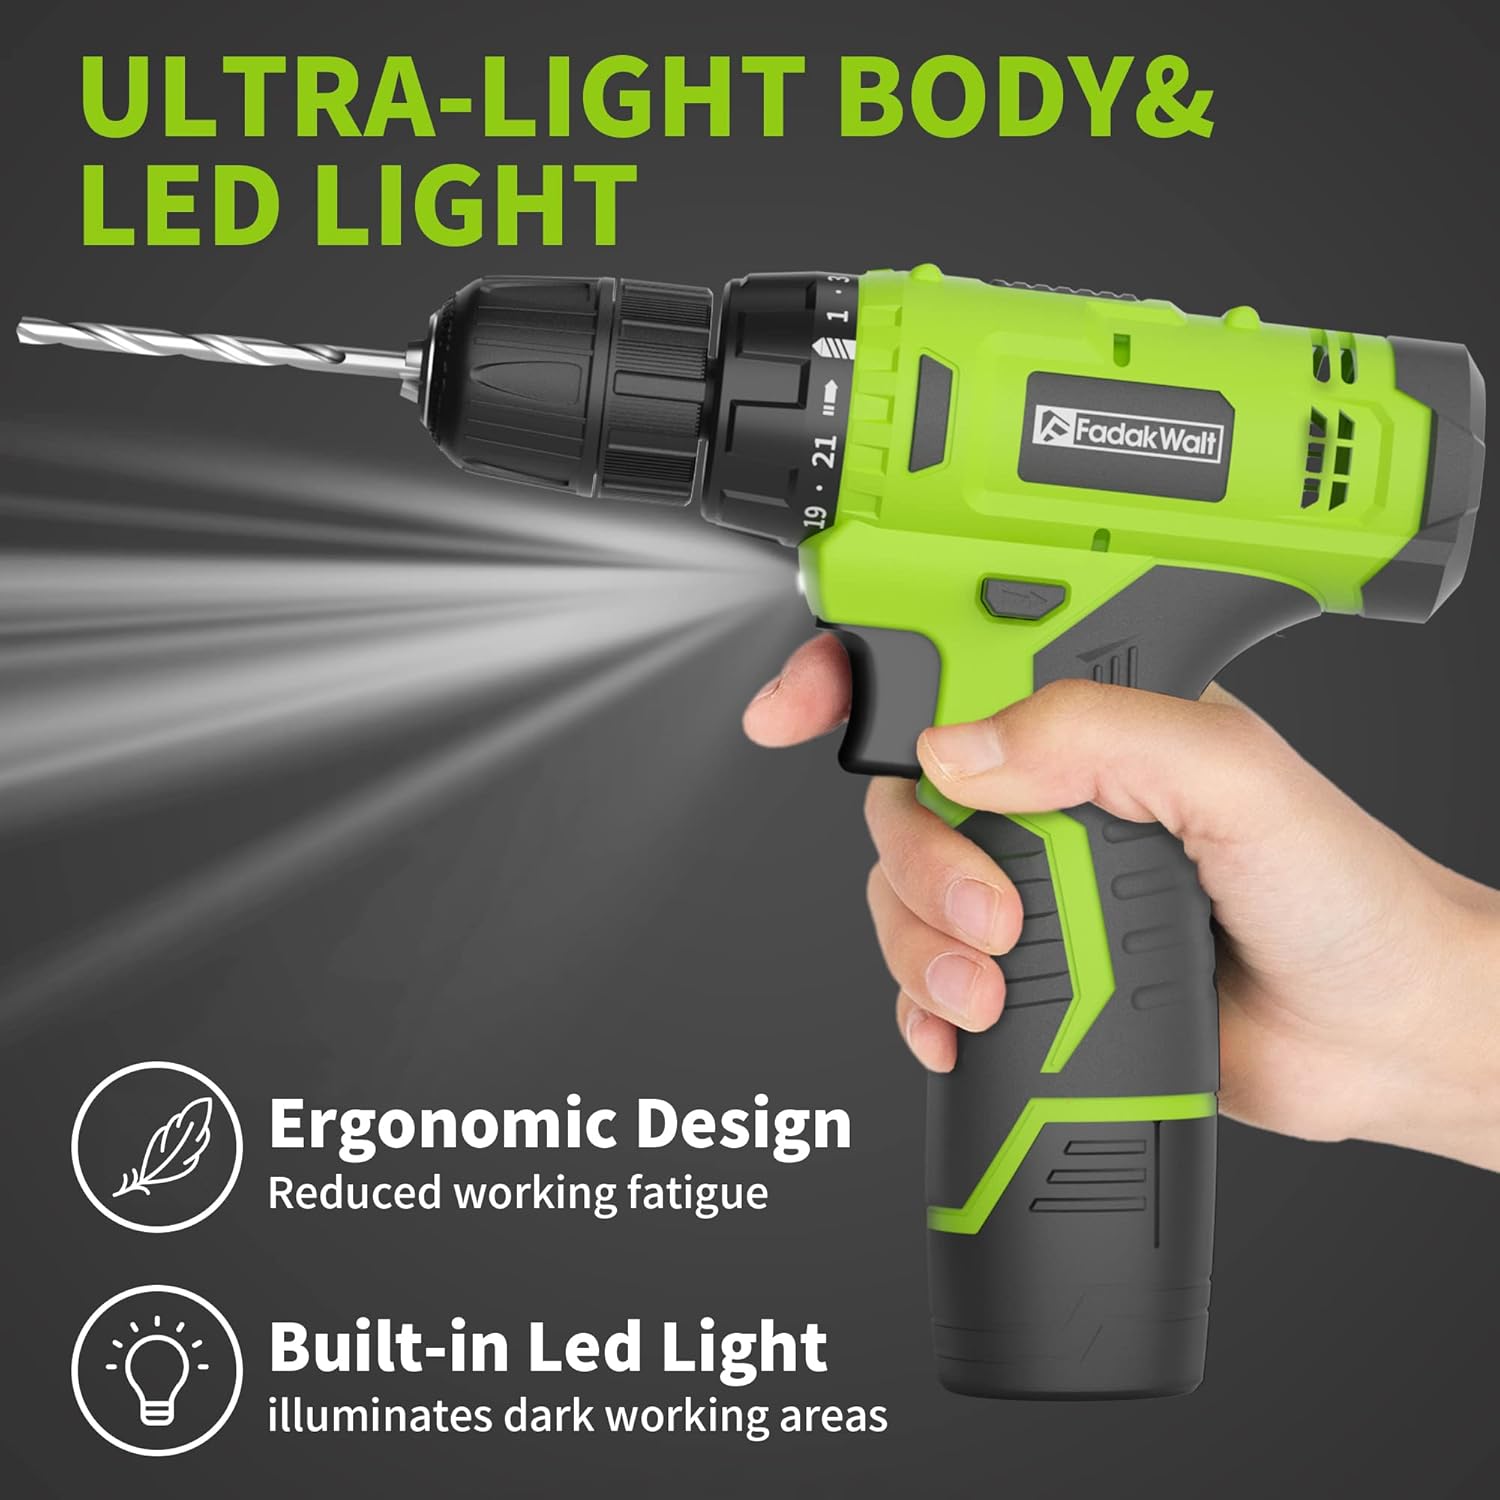 ULTRA-LIGHT BODY&
LED LIGHT
1 · 3
19 · 21
FadakWalt
Ergonomic Design
Reduced working fatigue
Built-in Led Light
illuminates dark working areas